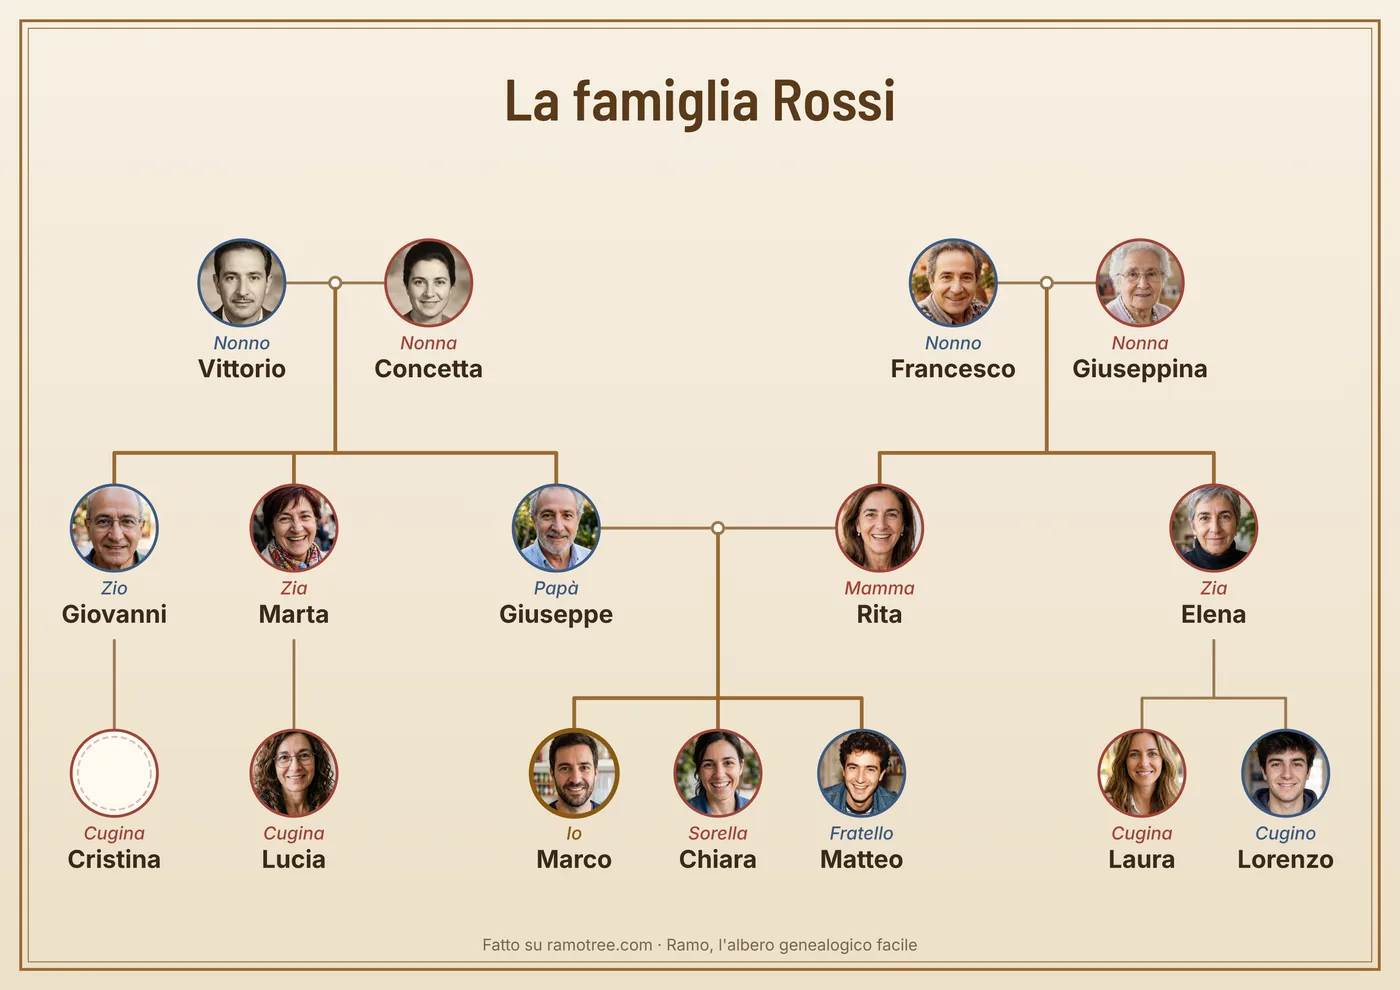 La famiglia Rossi
Nonno
Vittorio
Nonna
Concetta
Nonno
Francesco
Nonna
Giuseppina
Zio
Giovanni
Zia
Marta
Papà
Giuseppe
Mamma
Rita
Zia
Elena
Cugina
Cristina
Cugina
Lucia
Io
Marco
Sorella
Chiara
Fratello
Matteo
Cugina
Laura
Cugino
Lorenzo
Fatto su ramotree.com · Ramo, l'albero genealogico facile